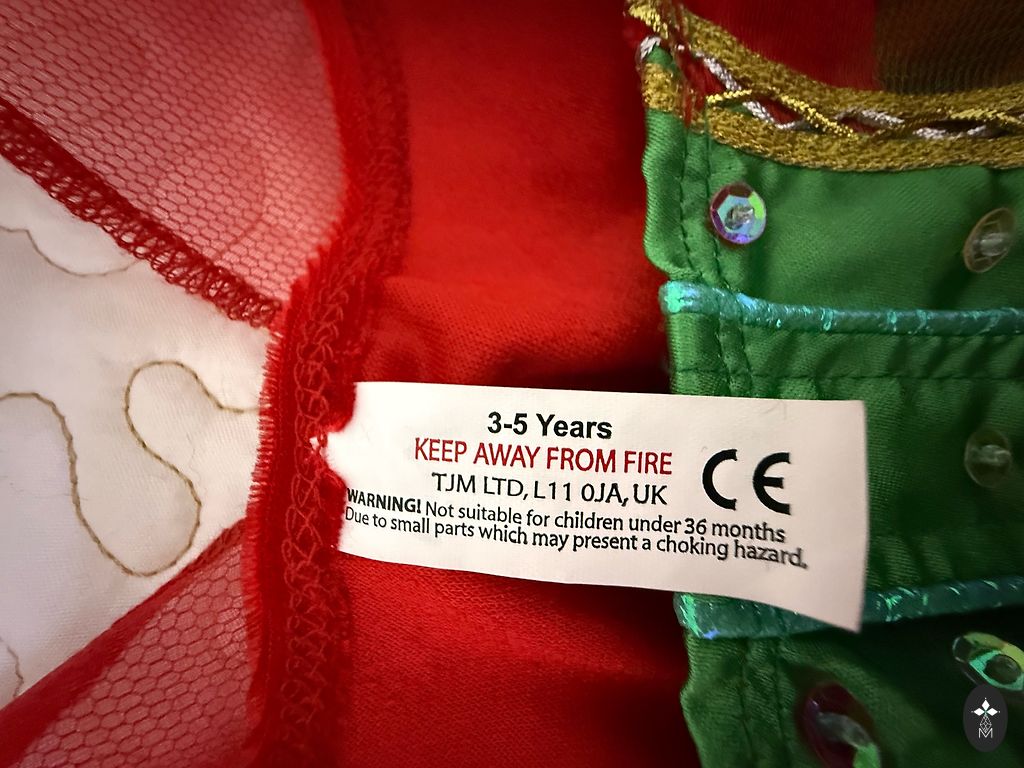 3-5 Years
KEEP AWAY FROM FIRE
TJM LTD, L11 0JA, UK
CE
WARNING! Not suitable for children under 36 months
Due to small parts which may present a choking hazard.
M